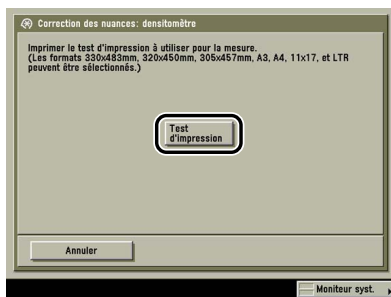 Correction des nuances: densitomètre
Imprimer le test d'impression à utiliser pour la mesure.
(Les formats 330x483mm, 320x450mm, 305x457mm, A3, A4, 11x17, et LTR
peuvent être sélectionnés.)
Test
d'impression
Annuler
Moniteur syst.